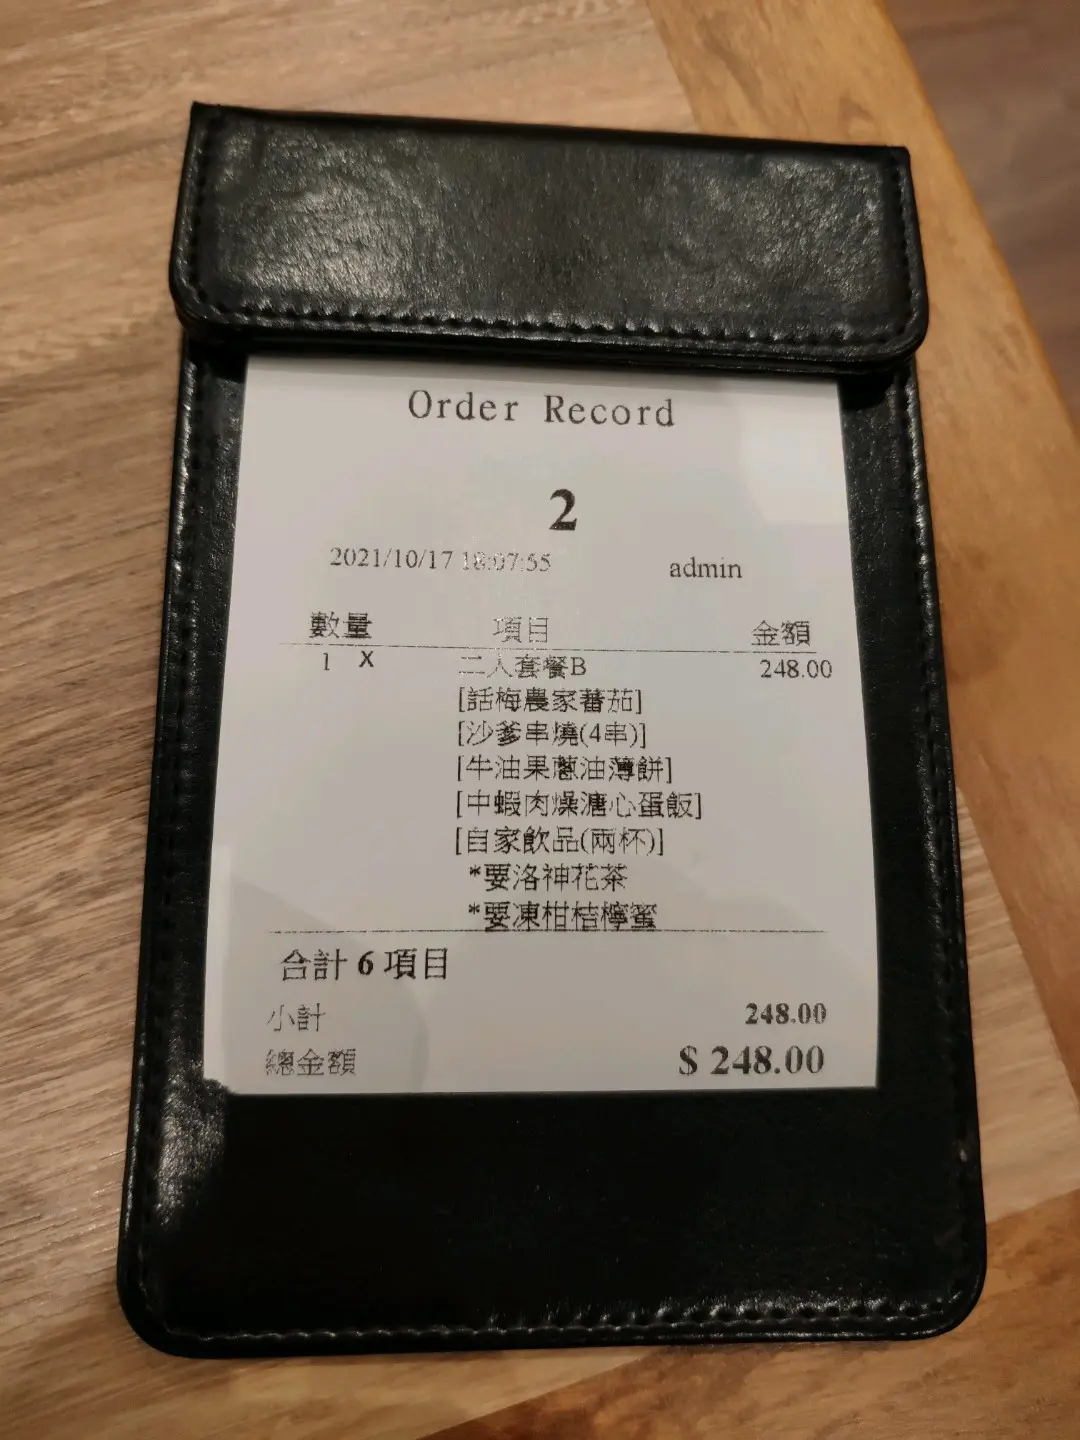 Order Record
2
2021/10/17 18:07:55 admin
數量 項目 金額
1 X 二人套餐B 248.00
[話梅農家蕃茄]
[沙爹串燒(4串)]
[牛油果蔥油薄餅]
[中蝦肉燥溏心蛋飯]
[自家飲品(兩杯)]
*要洛神花茶
*要凍柑桔檸蜜
合計 6 項目
小計 248.00
總金額 $ 248.00